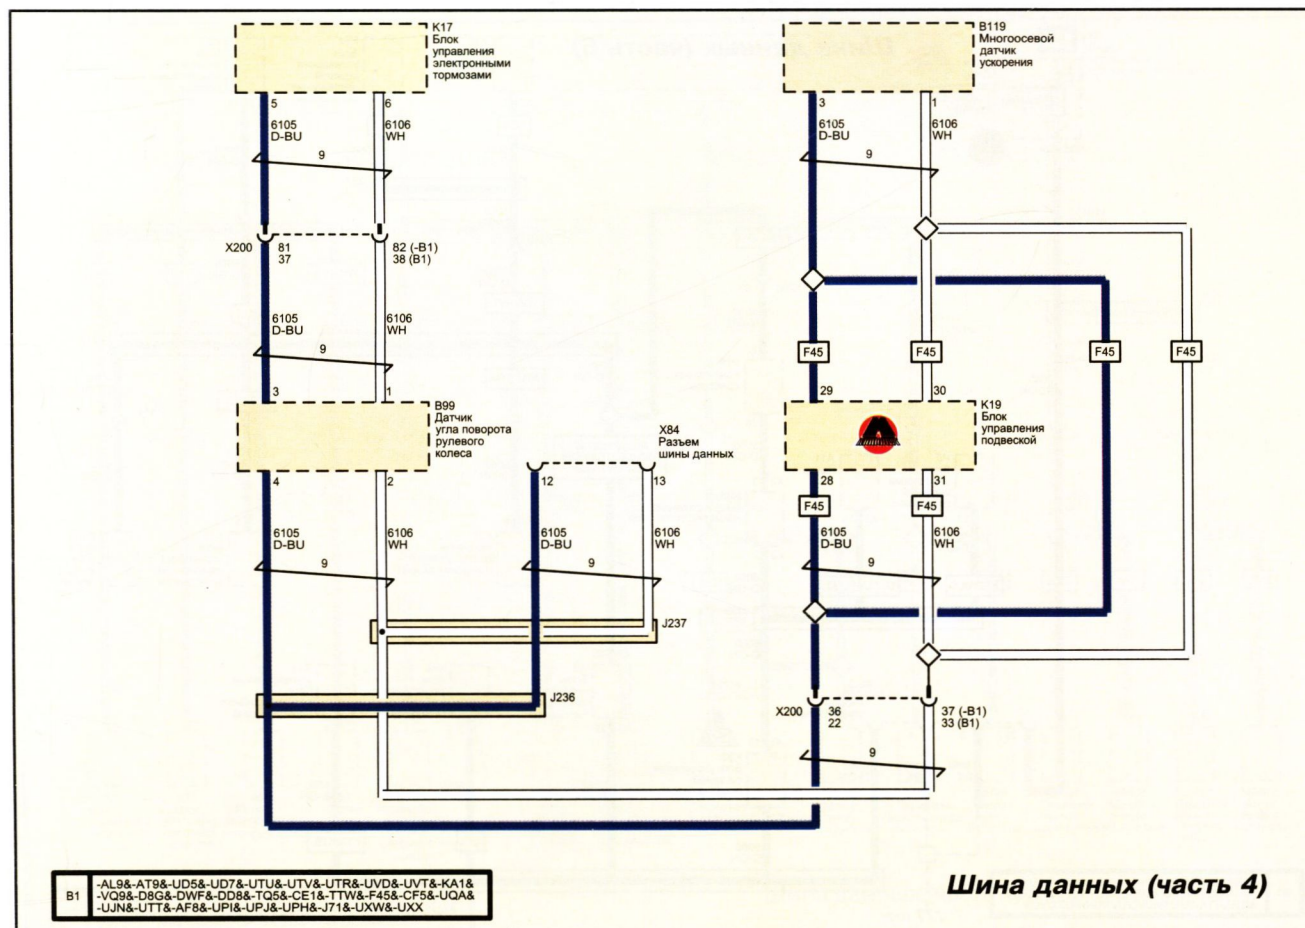 K17
Блок
управления
электронными
тормозами
B119
Многоосевой
датчик
ускорения
5
6
3
1
6105
D-BU
6106
WH
6105
D-BU
6106
WH
9
9
X200
81
37
82 (-B1)
38 (B1)
6105
D-BU
6106
WH
9
F45
F45
F45
F45
3
1
29
30
B99
Датчик
угла поворота
рулевого
колеса
X84
Разъем
шины данных
K19
Блок
управления
подвеской
4
2
12
13
28
31
F45
F45
6105
D-BU
6106
WH
6105
D-BU
6106
WH
6105
D-BU
6106
WH
9
9
9
J237
J236
X200
36
22
37 (-B1)
33 (B1)
9
B1
-AL9&-AT9&-UD5&-UD7&-UTU&-UTV&-UTR&-UVD&-UVT&-KA1&
-VQ9&-D8G&-DWF&-DD8&-TQ5&-CE1&-TTW&-F45&-CF5&-UQA&
-UJN&-UTT&-AF8&-UPI&-UPJ&-UPH&-J71&-UXW&-UXX
Шина данных (часть 4)